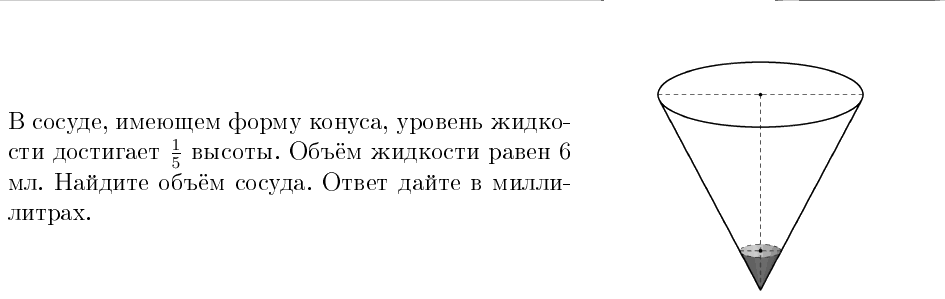 В сосуде, имеющем форму конуса, уровень жидко-
сти достигает 1/5 высоты. Объём жидкости равен 6
мл. Найдите объём сосуда. Ответ дайте в милли-
литрах.